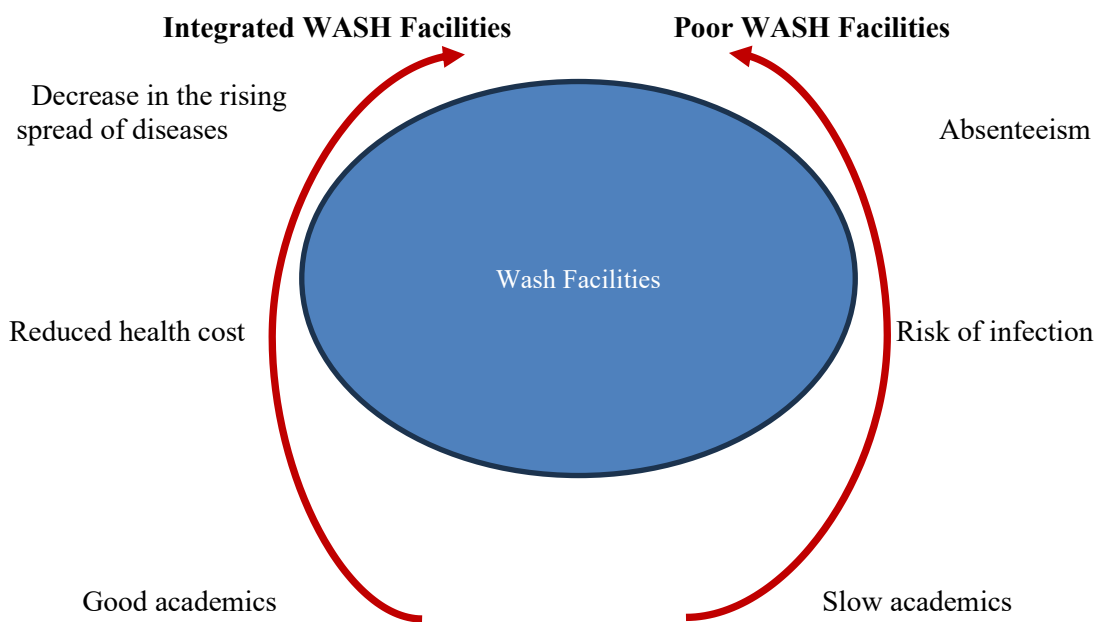 Integrated WASH Facilities
Poor WASH Facilities
Decrease in the rising
spread of diseases
Absenteeism
Wash Facilities
Reduced health cost
Risk of infection
Good academics
Slow academics